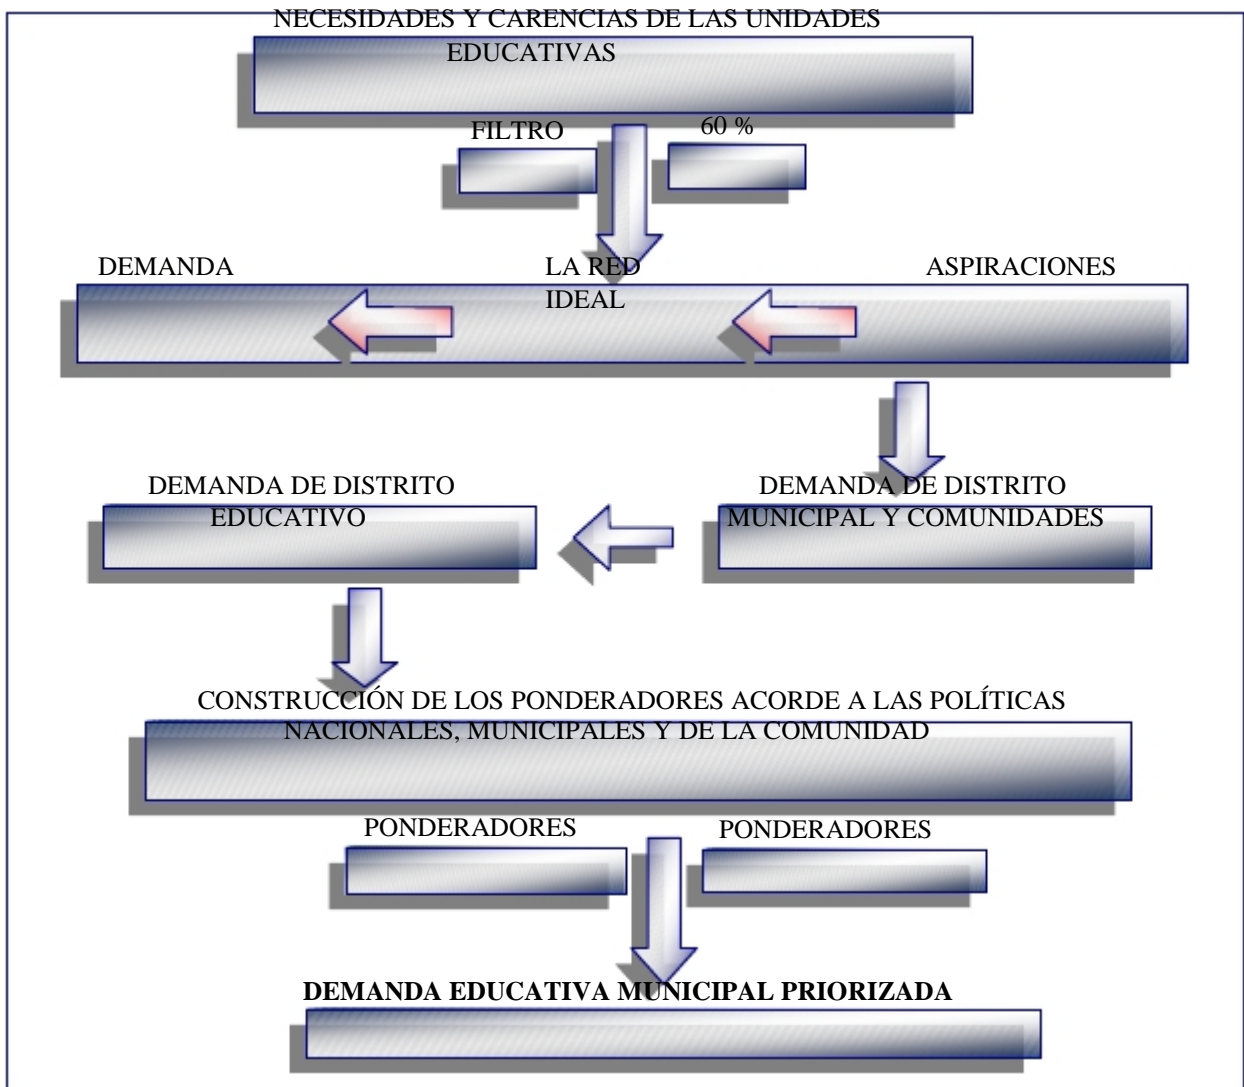 NECESIDADES Y CARENCIAS DE LAS UNIDADES
EDUCATIVAS
FILTRO
60 %
DEMANDA
LA RED
IDEAL
ASPIRACIONES
DEMANDA DE DISTRITO
EDUCATIVO
DEMANDA DE DISTRITO
MUNICIPAL Y COMUNIDADES
CONSTRUCCIÓN DE LOS PONDERADORES ACORDE A LAS POLÍTICAS
NACIONALES, MUNICIPALES Y DE LA COMUNIDAD
PONDERADORES
PONDERADORES
DEMANDA EDUCATIVA MUNICIPAL PRIORIZADA